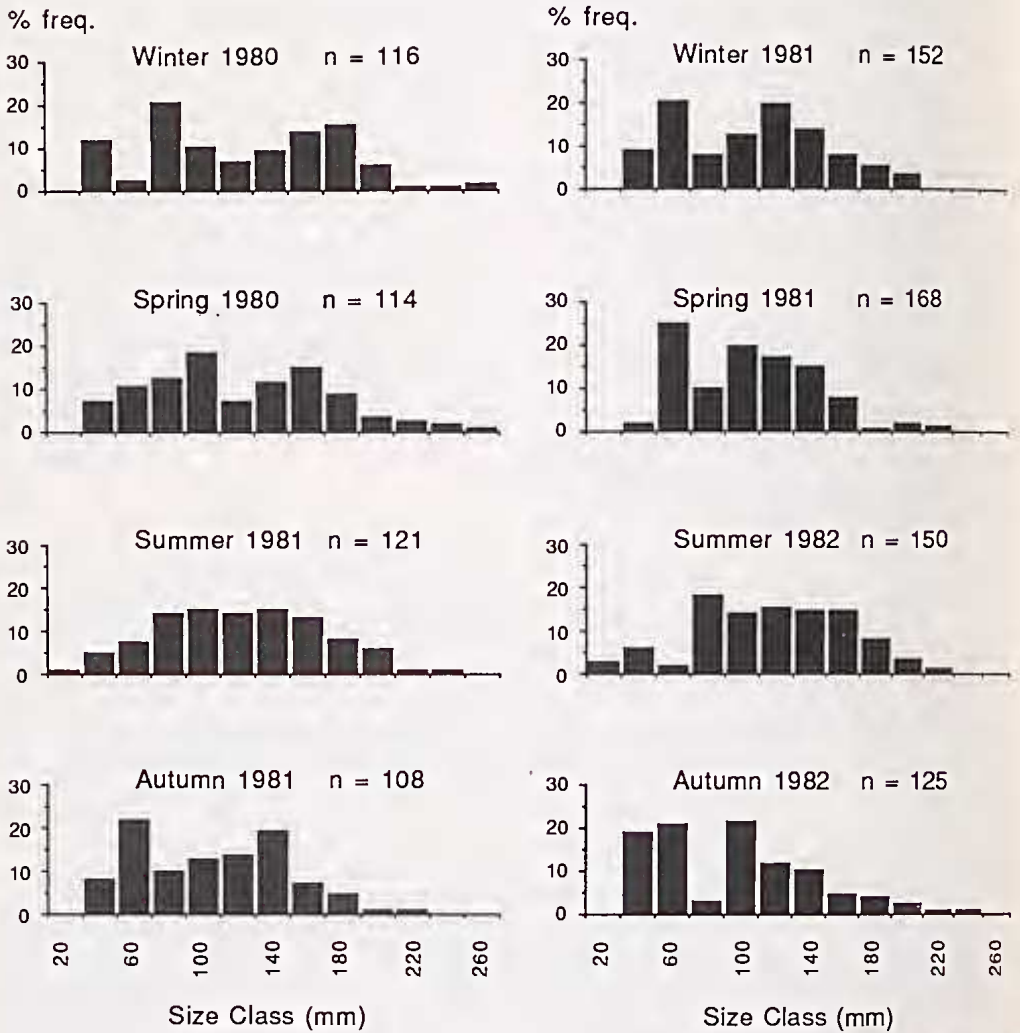 % freq.
Winter 1980 n = 116
30
20
10
0
Spring 1980 n = 114
30
20
10
0
Summer 1981 n = 121
30
20
10
0
Autumn 1981 n = 108
30
20
10
0
20 60 100 140 180 220 260
Size Class (mm)
% freq.
Winter 1981 n = 152
30
20
10
0
Spring 1981 n = 168
30
20
10
0
Summer 1982 n = 150
30
20
10
0
Autumn 1982 n = 125
30
20
10
0
20 60 100 140 180 220 260
Size Class (mm)